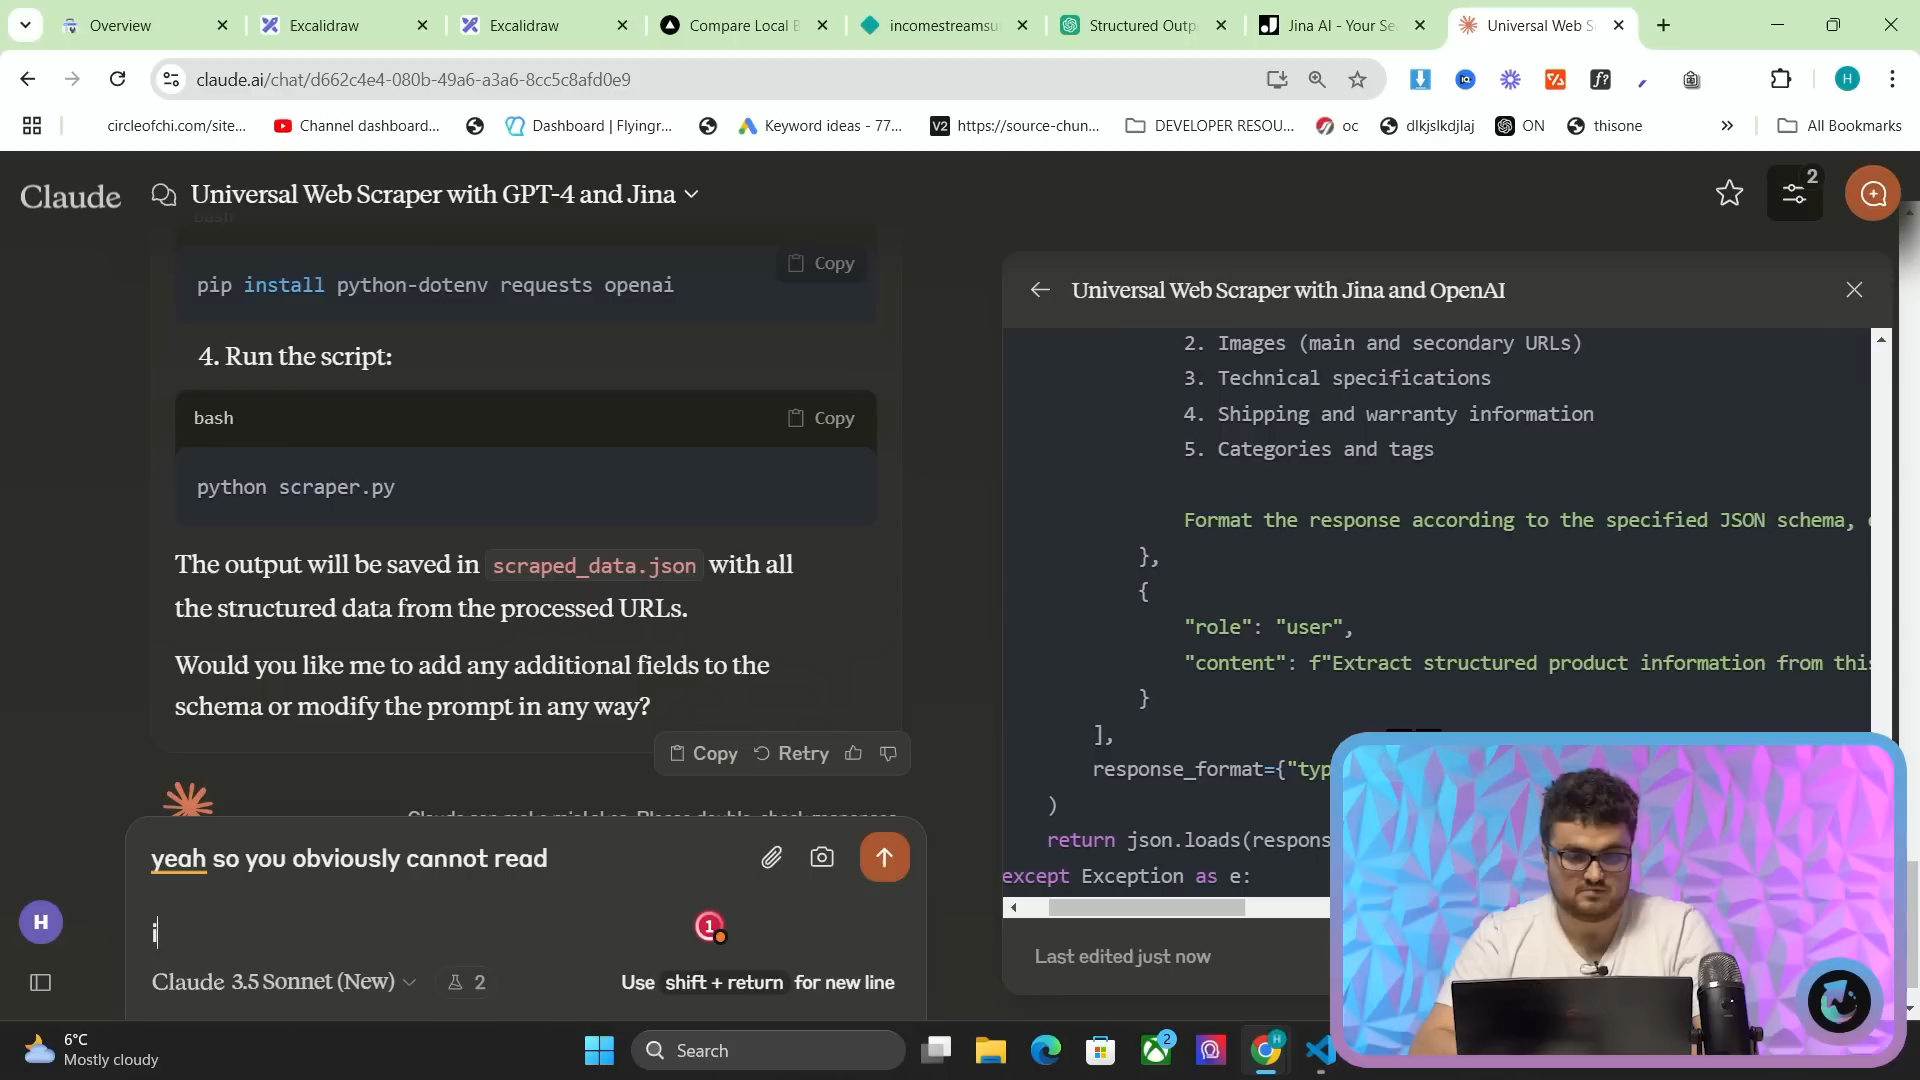 Overview
Excalidraw
Excalidraw
Compare Local B
incomestreamsu
Structured Outp
Jina AI - Your Se
Universal Web S
claude.ai/chat/d662c4e4-080b-49a6-a3a6-8cc5c8afd0e9
H
circleofchi.com/site...
Channel dashboard...
Dashboard | Flyingr...
Keyword ideas - 77...
V2 https://source-chun...
DEVELOPER RESOU...
oc
dlkjslkdjlaj
ON
thisone
All Bookmarks
Claude
Universal Web Scraper with GPT-4 and Jina
2
bash
Copy
pip install python-dotenv requests openai
4. Run the script:
bash
Copy
python scraper.py
The output will be saved in scraped_data.json with all
the structured data from the processed URLs.
Would you like me to add any additional fields to the
schema or modify the prompt in any way?
Copy
Retry
yeah so you obviously cannot read
i
1
Claude 3.5 Sonnet (New)
2
Use shift + return for new line
H
Universal Web Scraper with Jina and OpenAI
2. Images (main and secondary URLs)
3. Technical specifications
4. Shipping and warranty information
5. Categories and tags
Format the response according to the specified JSON schema,
},
{
"role": "user",
"content": f"Extract structured product information from this
}
],
response_format={"typ
)
return json.loads(respons
except Exception as e:
Last edited just now
6°C
Mostly cloudy
Search
2
H